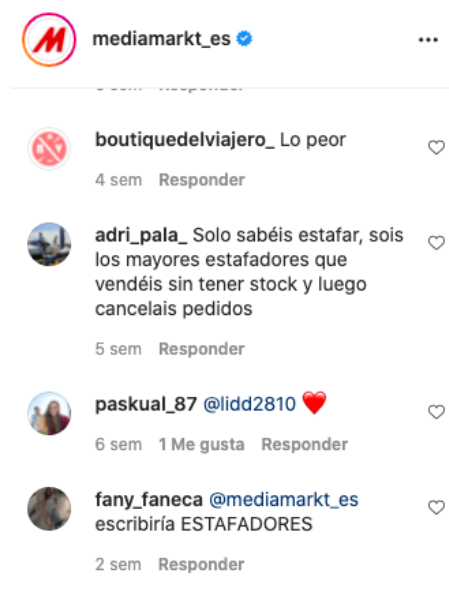 mediamarkt_es
boutiquedelviajero_ Lo peor
4 sem Responder
adri_pala_ Solo sabéis estafar, sois
los mayores estafadores que
vendéis sin tener stock y luego
cancelais pedidos
5 sem Responder
paskual_87 @lidd2810 ❤️
6 sem 1 Me gusta Responder
fany_faneca @mediamarkt_es
escribiría ESTAFADORES
2 sem Responder